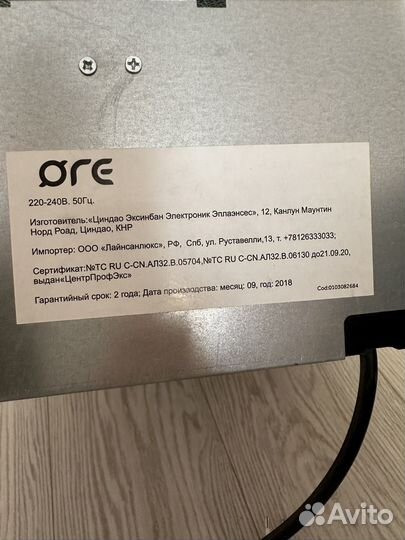 ORE
220-240В. 50Гц.
Изготовитель:«Циндао Эксинбан Электроник Эплаэнсес», 12, Канлун Маунтин
Норд Роад, Циндао, КНР
Импортер: ООО «Лайнсанлюкс», РФ, Спб, ул. Руставелли,13, т. +78126333033;
Сертификат:№ТС RU C-CN.АЛ32.В.05704,№ТС RU C-CN.АЛ32.В.06130 до21.09.20,
выдан«ЦентрПрофЭкс»
Гарантийный срок: 2 года; Дата производства: месяц: 09, год: 2018
Cod:0103082684
Avito